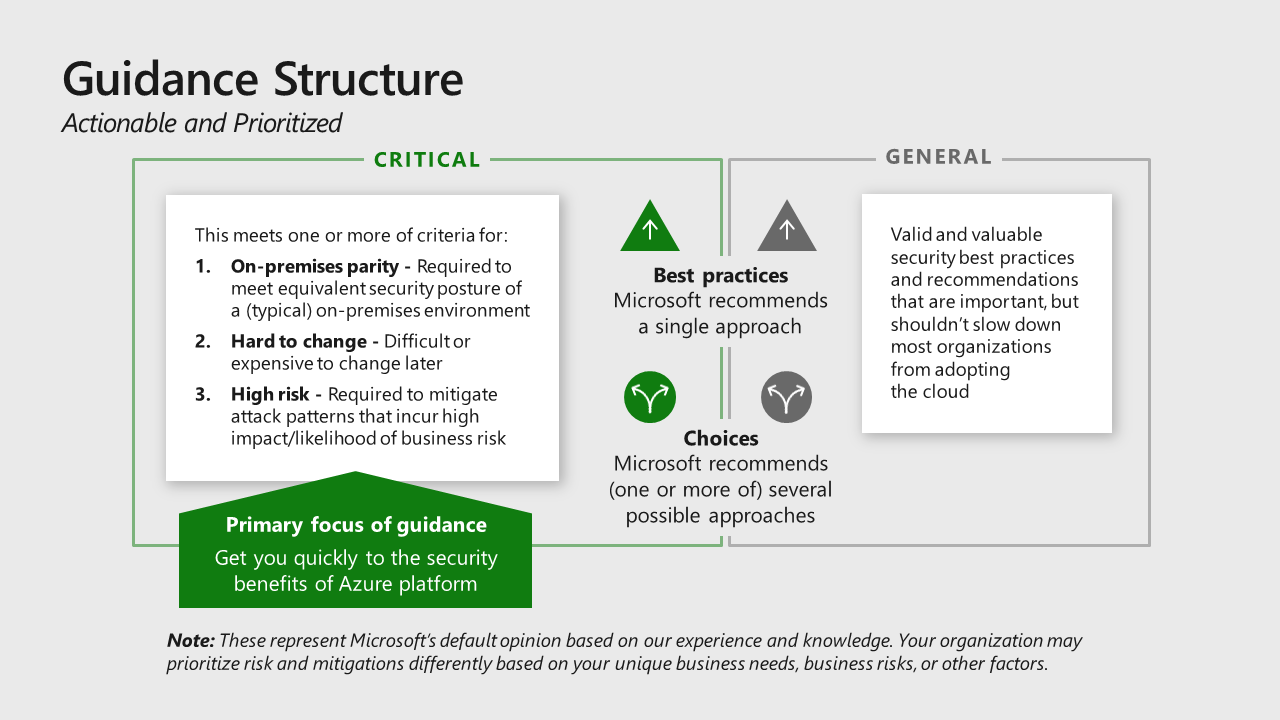 Guidance Structure
Actionable and Prioritized
CRITICAL
This meets one or more of criteria for:
1. On-premises parity - Required to
meet equivalent security posture of
a (typical) on-premises environment
2. Hard to change - Difficult or
expensive to change later
3. High risk - Required to mitigate
attack patterns that incur high
impact/likelihood of business risk
Primary focus of guidance
Get you quickly to the security
benefits of Azure platform
Best practices
Microsoft recommends
a single approach
Choices
Microsoft recommends
(one or more of) several
possible approaches
GENERAL
Valid and valuable
security best practices
and recommendations
that are important, but
shouldn't slow down
most organizations
from adopting
the cloud
Note: These represent Microsoft's default opinion based on our experience and knowledge. Your organization may
prioritize risk and mitigations differently based on your unique business needs, business risks, or other factors.